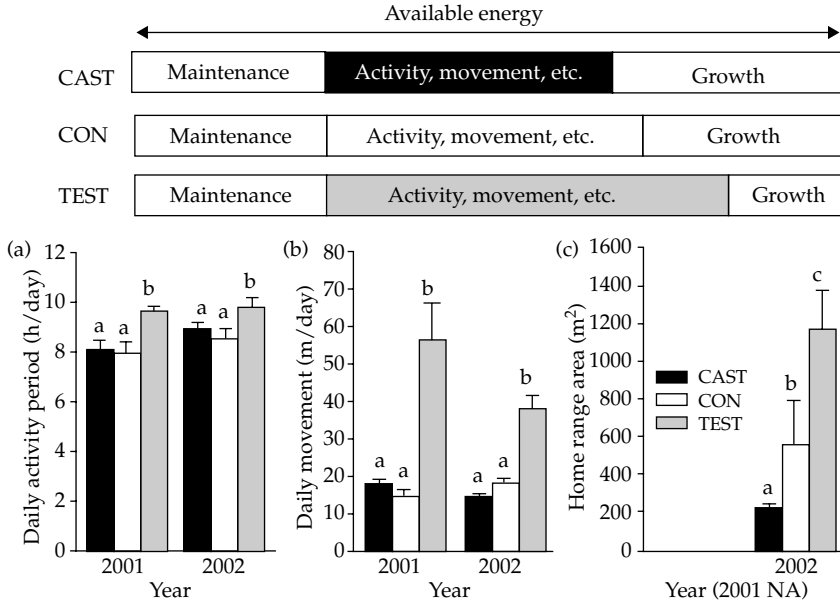 Available energy
CAST Maintenance Activity, movement, etc. Growth
CON Maintenance Activity, movement, etc. Growth
TEST Maintenance Activity, movement, etc. Growth
(a)
Daily activity period (h/day)
12
10
8
6
4
2
0
a a b a a b
2001 2002
Year
(b)
Daily movement (m/day)
80
70
60
50
40
30
20
10
0
a a b a a b
2001 2002
Year
(c)
Home range area (m²)
1600
1400
1200
1000
800
600
400
200
0
CAST
CON
TEST
a b c
2002
Year (2001 NA)